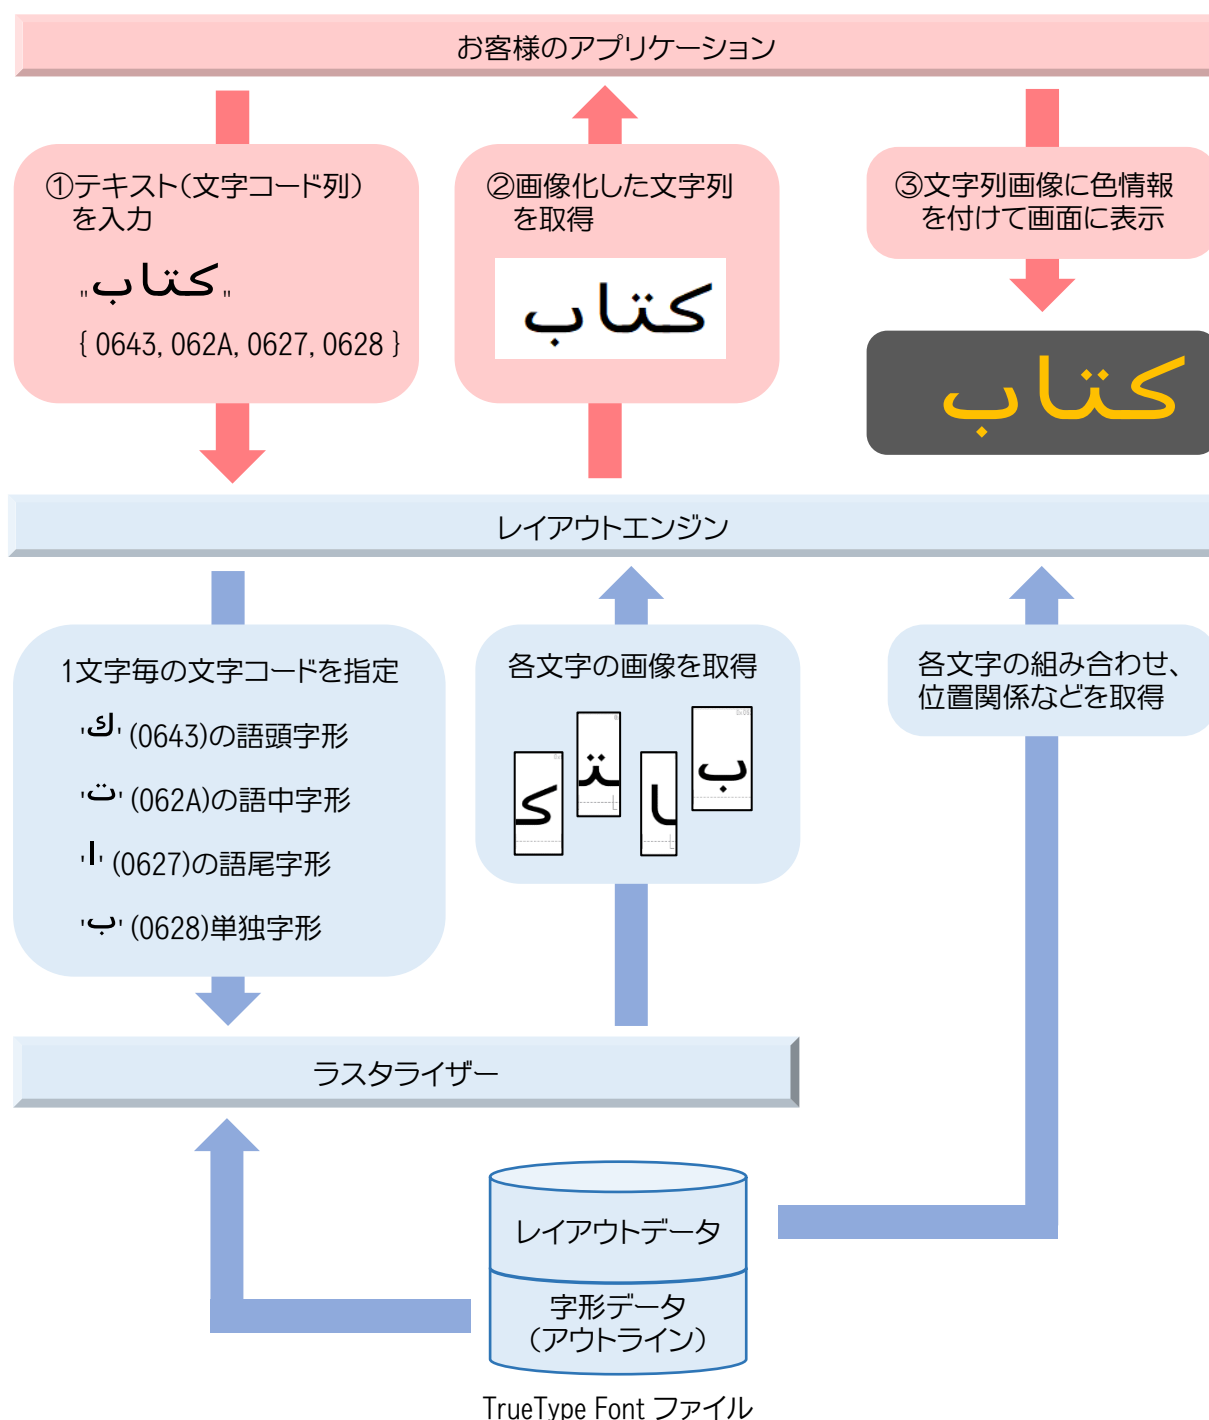 お客様のアプリケーション
①テキスト(文字コード列)
を入力
"كتاب"
{ 0643, 062A, 0627, 0628 }
②画像化した文字列
を取得
كتاب
③文字列画像に色情報
を付けて画面に表示
كتاب
レイアウトエンジン
1文字毎の文字コードを指定
'ك' (0643)の語頭字形
'ت' (062A)の語中字形
'ا' (0627)の語尾字形
'ب' (0628)単独字形
各文字の画像を取得
كـ
ـتـ
ـا
ب
各文字の組み合わせ、
位置関係などを取得
ラスタライザー
レイアウトデータ
字形データ
(アウトライン)
TrueType Font ファイル